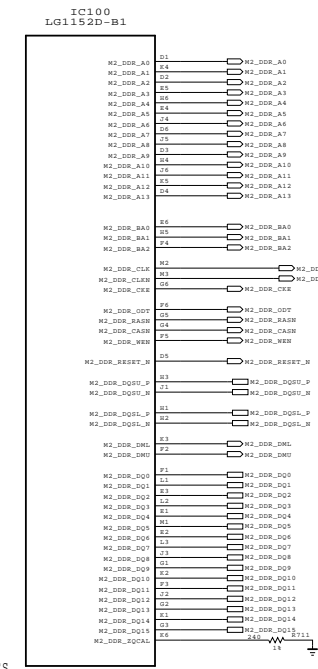 IC100
LG1152D-B1
M2_DDR_A0 D1 M2_DDR_A0
M2_DDR_A1 K4 M2_DDR_A1
M2_DDR_A2 D2 M2_DDR_A2
M2_DDR_A3 E5 M2_DDR_A3
M2_DDR_A4 H6 M2_DDR_A4
M2_DDR_A5 E4 M2_DDR_A5
M2_DDR_A6 J4 M2_DDR_A6
M2_DDR_A7 D6 M2_DDR_A7
M2_DDR_A8 J5 M2_DDR_A8
M2_DDR_A9 D3 M2_DDR_A9
M2_DDR_A10 H4 M2_DDR_A10
M2_DDR_A11 J6 M2_DDR_A11
M2_DDR_A12 K5 M2_DDR_A12
M2_DDR_A13 D4 M2_DDR_A13
M2_DDR_BA0 E6 M2_DDR_BA0
M2_DDR_BA1 H5 M2_DDR_BA1
M2_DDR_BA2 F4 M2_DDR_BA2
M2_DDR_CLK M2 M2_DD
M2_DDR_CLKN M3 M2_DD
M2_DDR_CKE G6 M2_DDR_CKE
M2_DDR_ODT F6 M2_DDR_ODT
M2_DDR_RASN G5 M2_DDR_RASN
M2_DDR_CASN G4 M2_DDR_CASN
M2_DDR_WEN F5 M2_DDR_WEN
M2_DDR_RESET_N D5 M2_DDR_RESET_N
M2_DDR_DQSU_P H3 M2_DDR_DQSU_P
M2_DDR_DQSU_N J1 M2_DDR_DQSU_N
M2_DDR_DQSL_P H1 M2_DDR_DQSL_P
M2_DDR_DQSL_N H2 M2_DDR_DQSL_N
M2_DDR_DML K3 M2_DDR_DML
M2_DDR_DMU F2 M2_DDR_DMU
M2_DDR_DQ0 F1 M2_DDR_DQ0
M2_DDR_DQ1 L1 M2_DDR_DQ1
M2_DDR_DQ2 E3 M2_DDR_DQ2
M2_DDR_DQ3 L2 M2_DDR_DQ3
M2_DDR_DQ4 E1 M2_DDR_DQ4
M2_DDR_DQ5 M1 M2_DDR_DQ5
M2_DDR_DQ6 E2 M2_DDR_DQ6
M2_DDR_DQ7 L3 M2_DDR_DQ7
M2_DDR_DQ8 J3 M2_DDR_DQ8
M2_DDR_DQ9 G1 M2_DDR_DQ9
M2_DDR_DQ10 K2 M2_DDR_DQ10
M2_DDR_DQ11 F3 M2_DDR_DQ11
M2_DDR_DQ12 J2 M2_DDR_DQ12
M2_DDR_DQ13 G2 M2_DDR_DQ13
M2_DDR_DQ14 K1 M2_DDR_DQ14
M2_DDR_DQ15 G3 M2_DDR_DQ15
M2_DDR_ZQCAL K6 240 R711
1%